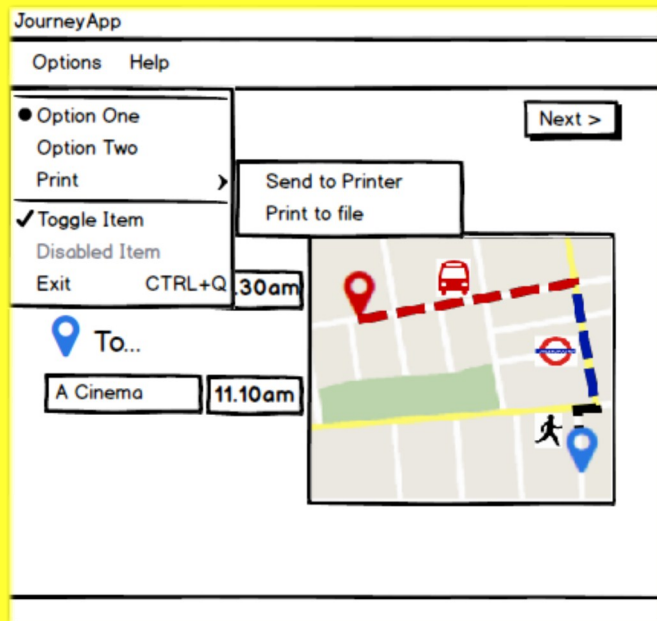 JourneyApp
Options Help
Option One
Next >
Option Two
Print
Send to Printer
Print to file
Toggle Item
Disabled Item
Exit CTRL+Q
.30am
To...
A Cinema 11.10am